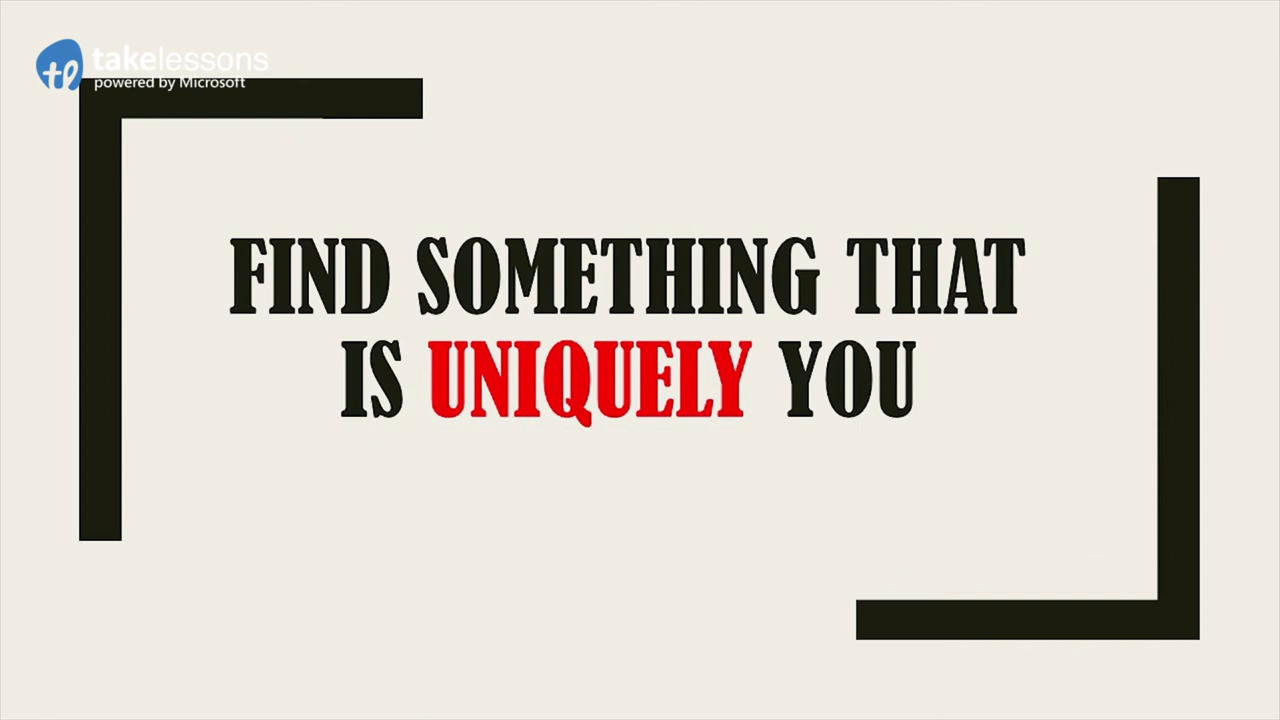 takelessons
powered by Microsoft
FIND SOMETHING THAT
IS UNIQUELY YOU